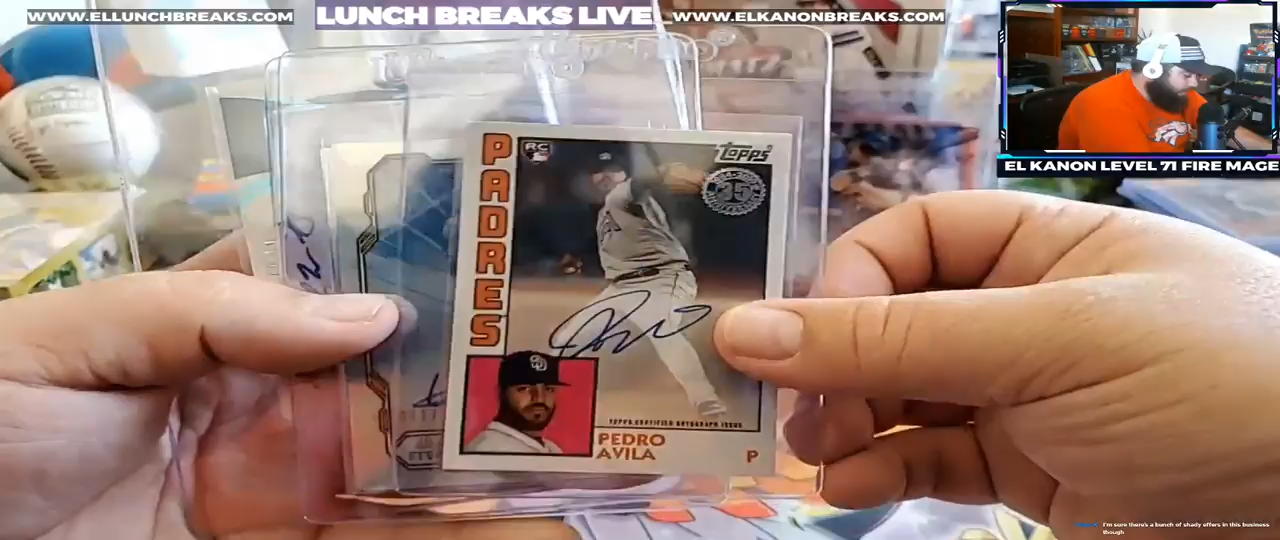 WWW.ELLUNCHBREAKS.COM
LUNCH BREAKS LIVE
WWW.ELKANONBREAKS.COM
EL KANON LEVEL 71 FIRE MAGE
PADRES
RC
TOPPS
35
TOPPS CERTIFIED AUTOGRAPH ISSUE
PEDRO
AVILA
P
I'm sure there's a bunch of shady offers in this business
though